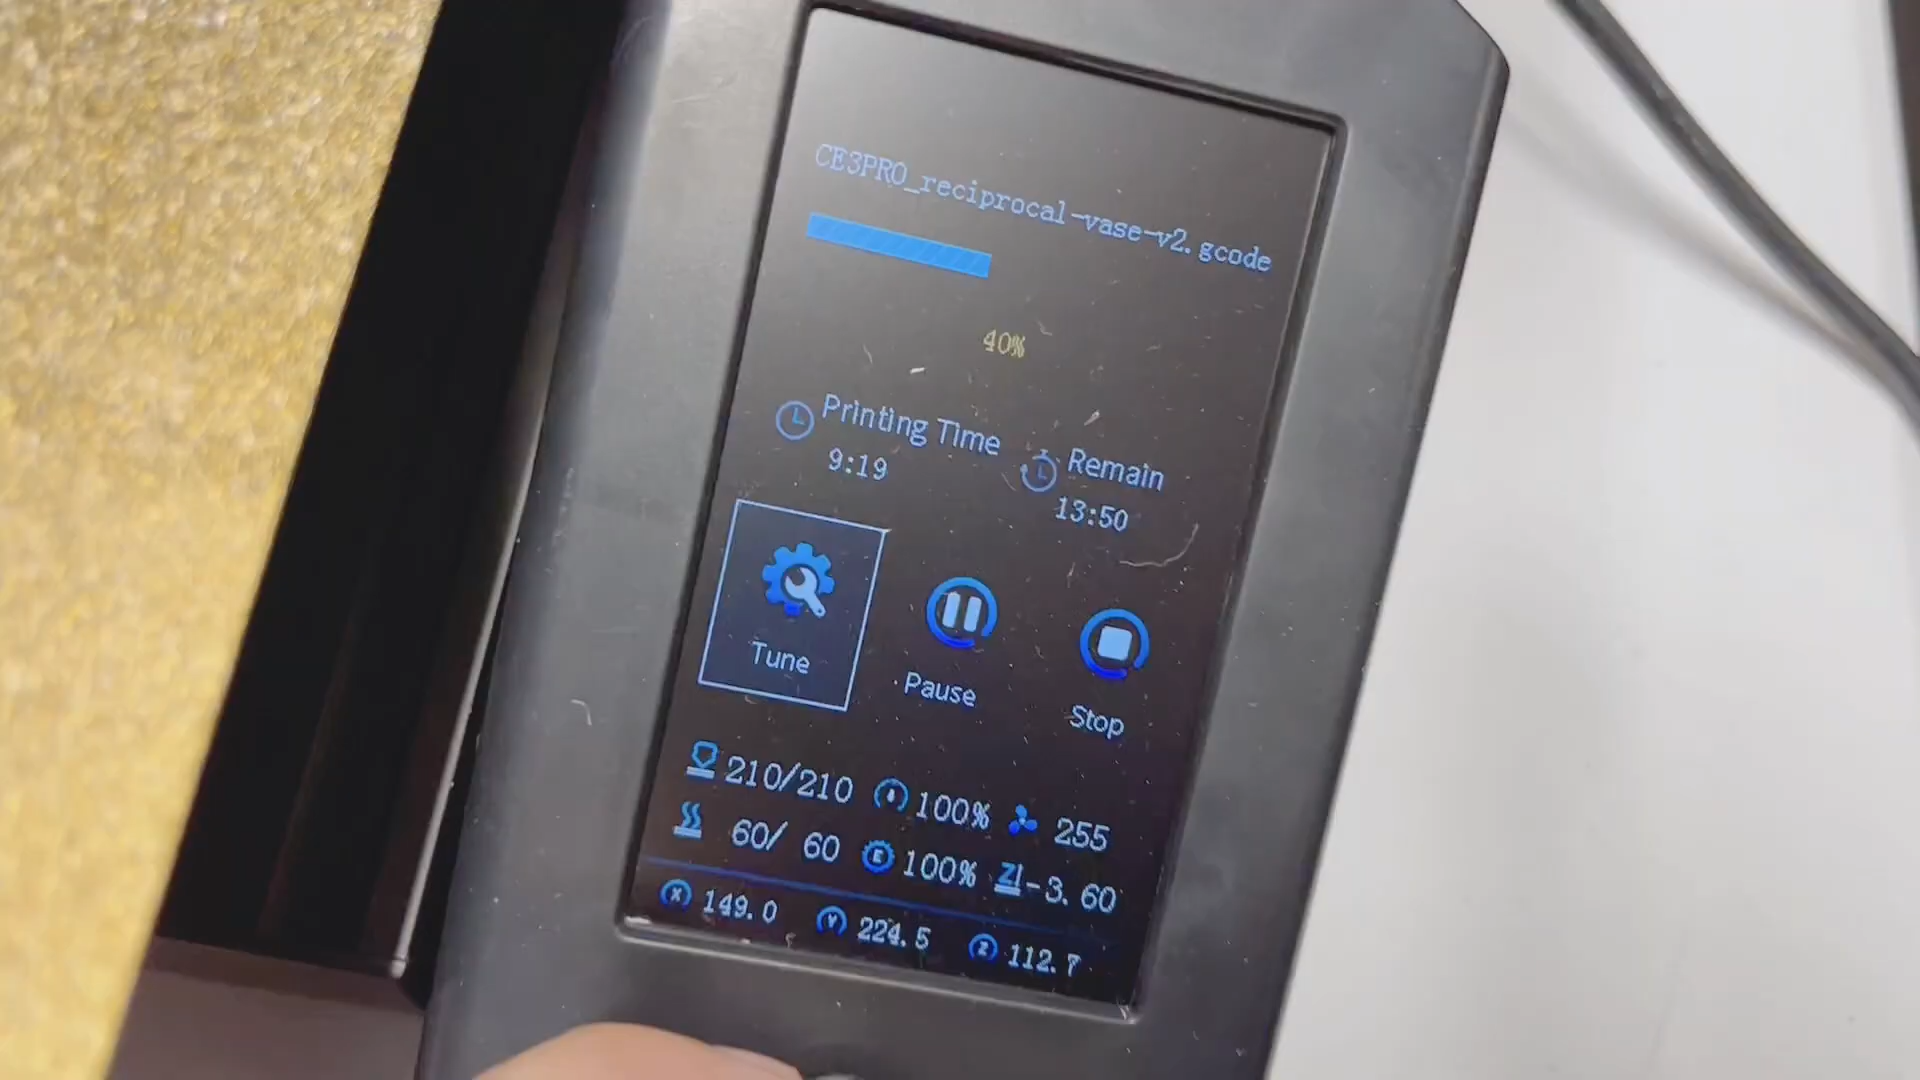 CE3PRO_reciprocal-vase-v2.gcode
40%
Printing Time
9:19
Remain
13:50
Tune
Pause
Stop
210/210 100% 255
60/ 60 E 100% Z -3.60
X 149.0 Y 224.5 Z 112.7